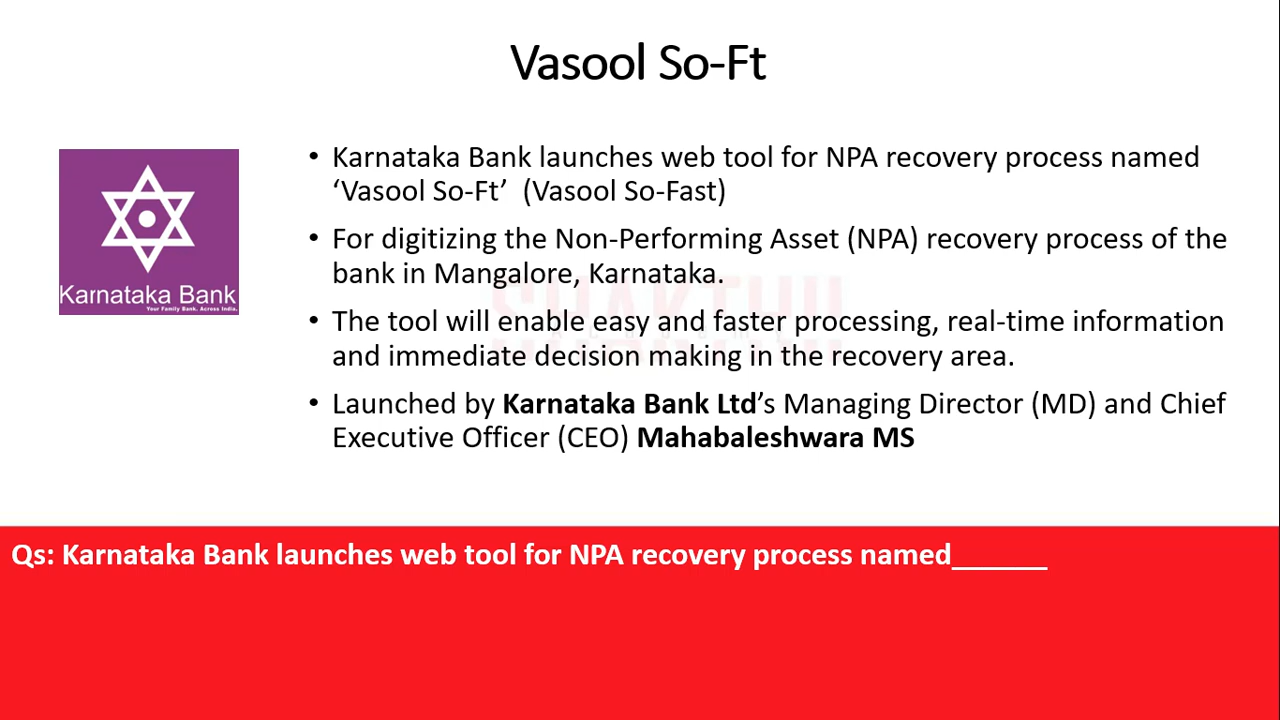 Vasool So-Ft
• Karnataka Bank launches web tool for NPA recovery process named
‘Vasool So-Ft’ (Vasool So-Fast)
• For digitizing the Non-Performing Asset (NPA) recovery process of the
bank in Mangalore, Karnataka.
• The tool will enable easy and faster processing, real-time information
and immediate decision making in the recovery area.
• Launched by Karnataka Bank Ltd’s Managing Director (MD) and Chief
Executive Officer (CEO) Mahabaleshwara MS
Karnataka Bank
Your Family Bank. Across India.
Qs: Karnataka Bank launches web tool for NPA recovery process named______